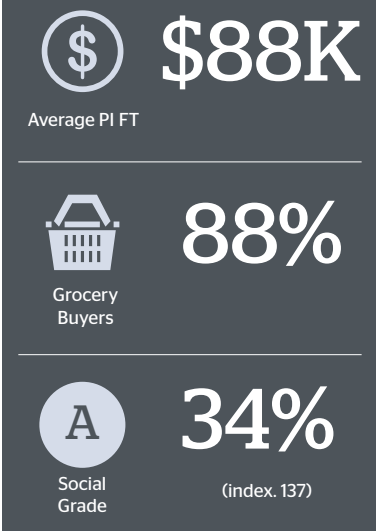 $
$88K
Average PI FT
88%
Grocery
Buyers
A
34%
Social
Grade
(index. 137)